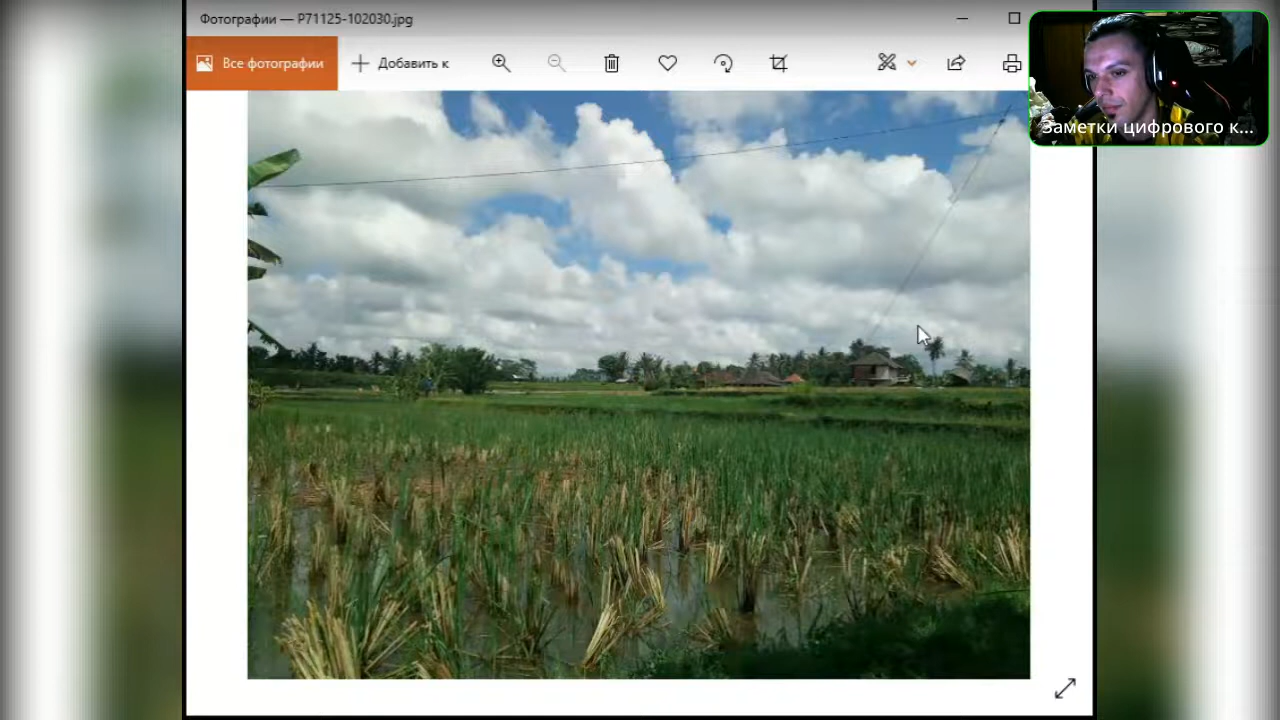 Фотографии — P71125-102030.jpg
Все фотографии
Добавить к
Заметки цифрового к...